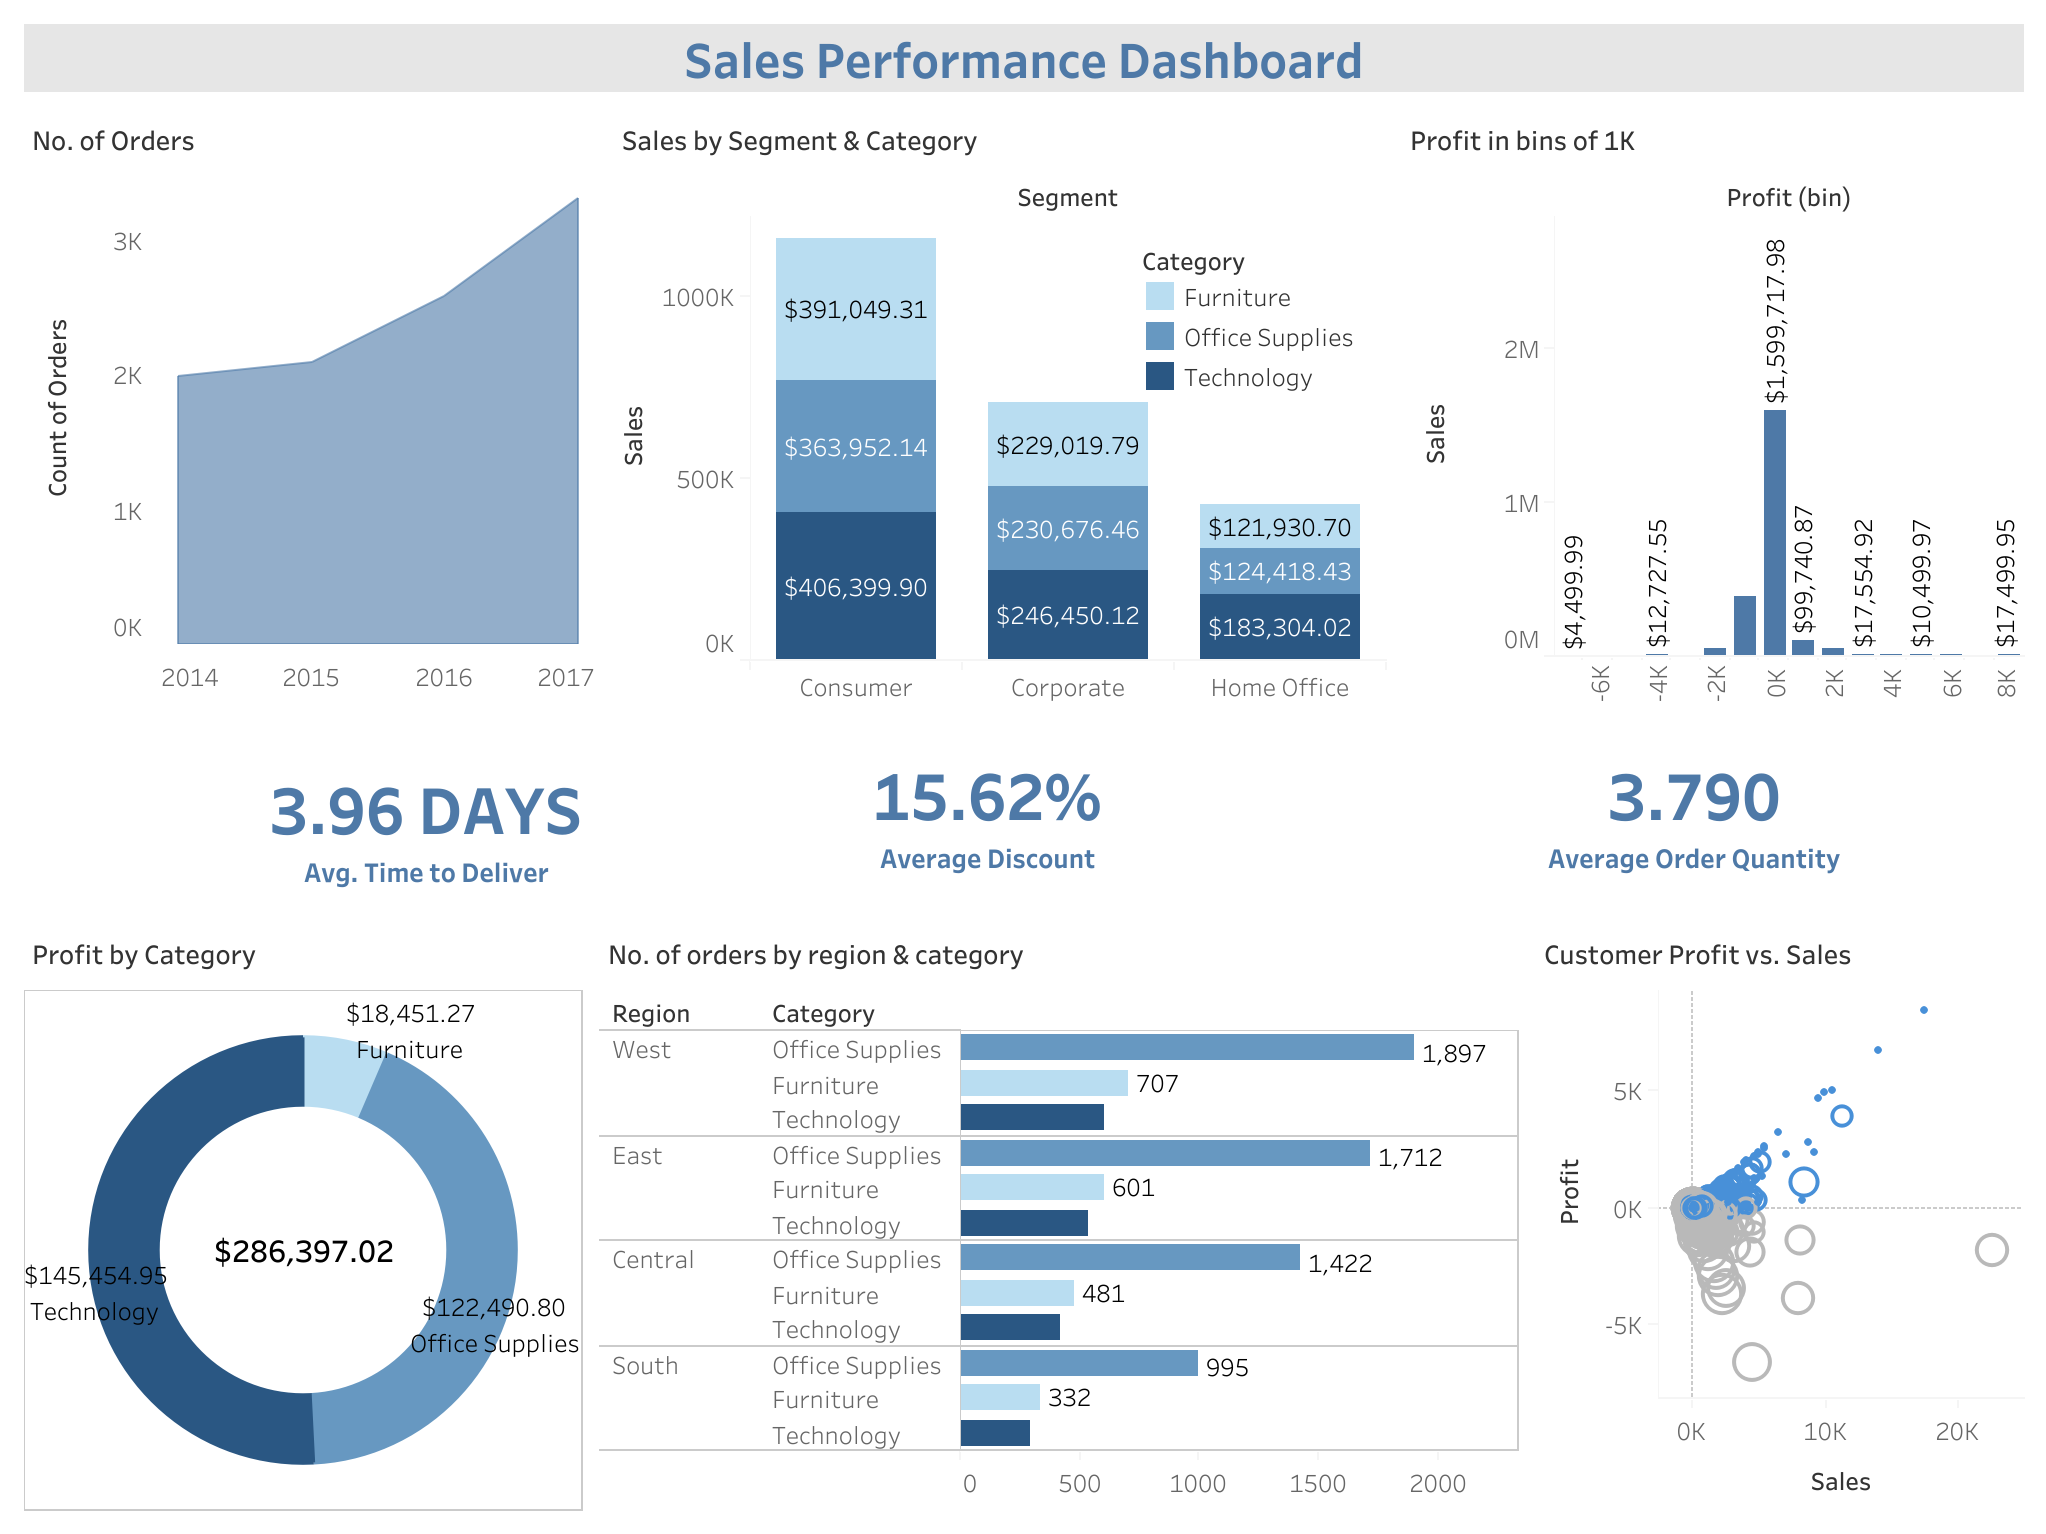 Sales Performance Dashboard
No. of Orders
Count of Orders
3K
2K
1K
0K
2014
2015
2016
2017
Sales by Segment & Category
Segment
Sales
1000K
500K
0K
Category
Furniture
Office Supplies
Technology
$391,049.31
$363,952.14
$406,399.90
$229,019.79
$230,676.46
$246,450.12
$121,930.70
$124,418.43
$183,304.02
Consumer
Corporate
Home Office
Profit in bins of 1K
Profit (bin)
Sales
2M
1M
0M
$4,499.99
$12,727.55
$1,599,717.98
$99,740.87
$17,554.92
$10,499.97
$17,499.95
-6K
-4K
-2K
0K
2K
4K
6K
8K
3.96 DAYS
Avg. Time to Deliver
15.62%
Average Discount
3.790
Average Order Quantity
Profit by Category
$18,451.27
Furniture
$286,397.02
$145,454.95
Technology
$122,490.80
Office Supplies
No. of orders by region & category
Region Category
West Office Supplies 1,897
Furniture 707
Technology
East Office Supplies 1,712
Furniture 601
Technology
Central Office Supplies 1,422
Furniture 481
Technology
South Office Supplies 995
Furniture 332
Technology
0 500 1000 1500 2000
Customer Profit vs. Sales
Profit
5K
0K
-5K
0K 10K 20K
Sales